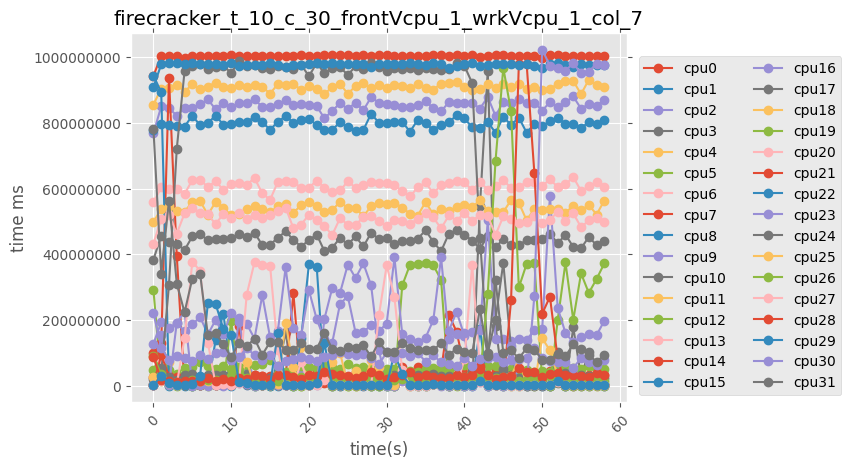 firecracker_t_10_c_30_frontVcpu_1_wrkVcpu_1_col_7
1000000000
800000000
600000000
400000000
200000000
0
time ms
0
10
20
30
40
50
60
time(s)
cpu0
cpu1
cpu2
cpu3
cpu4
cpu5
cpu6
cpu7
cpu8
cpu9
cpu10
cpu11
cpu12
cpu13
cpu14
cpu15
cpu16
cpu17
cpu18
cpu19
cpu20
cpu21
cpu22
cpu23
cpu24
cpu25
cpu26
cpu27
cpu28
cpu29
cpu30
cpu31